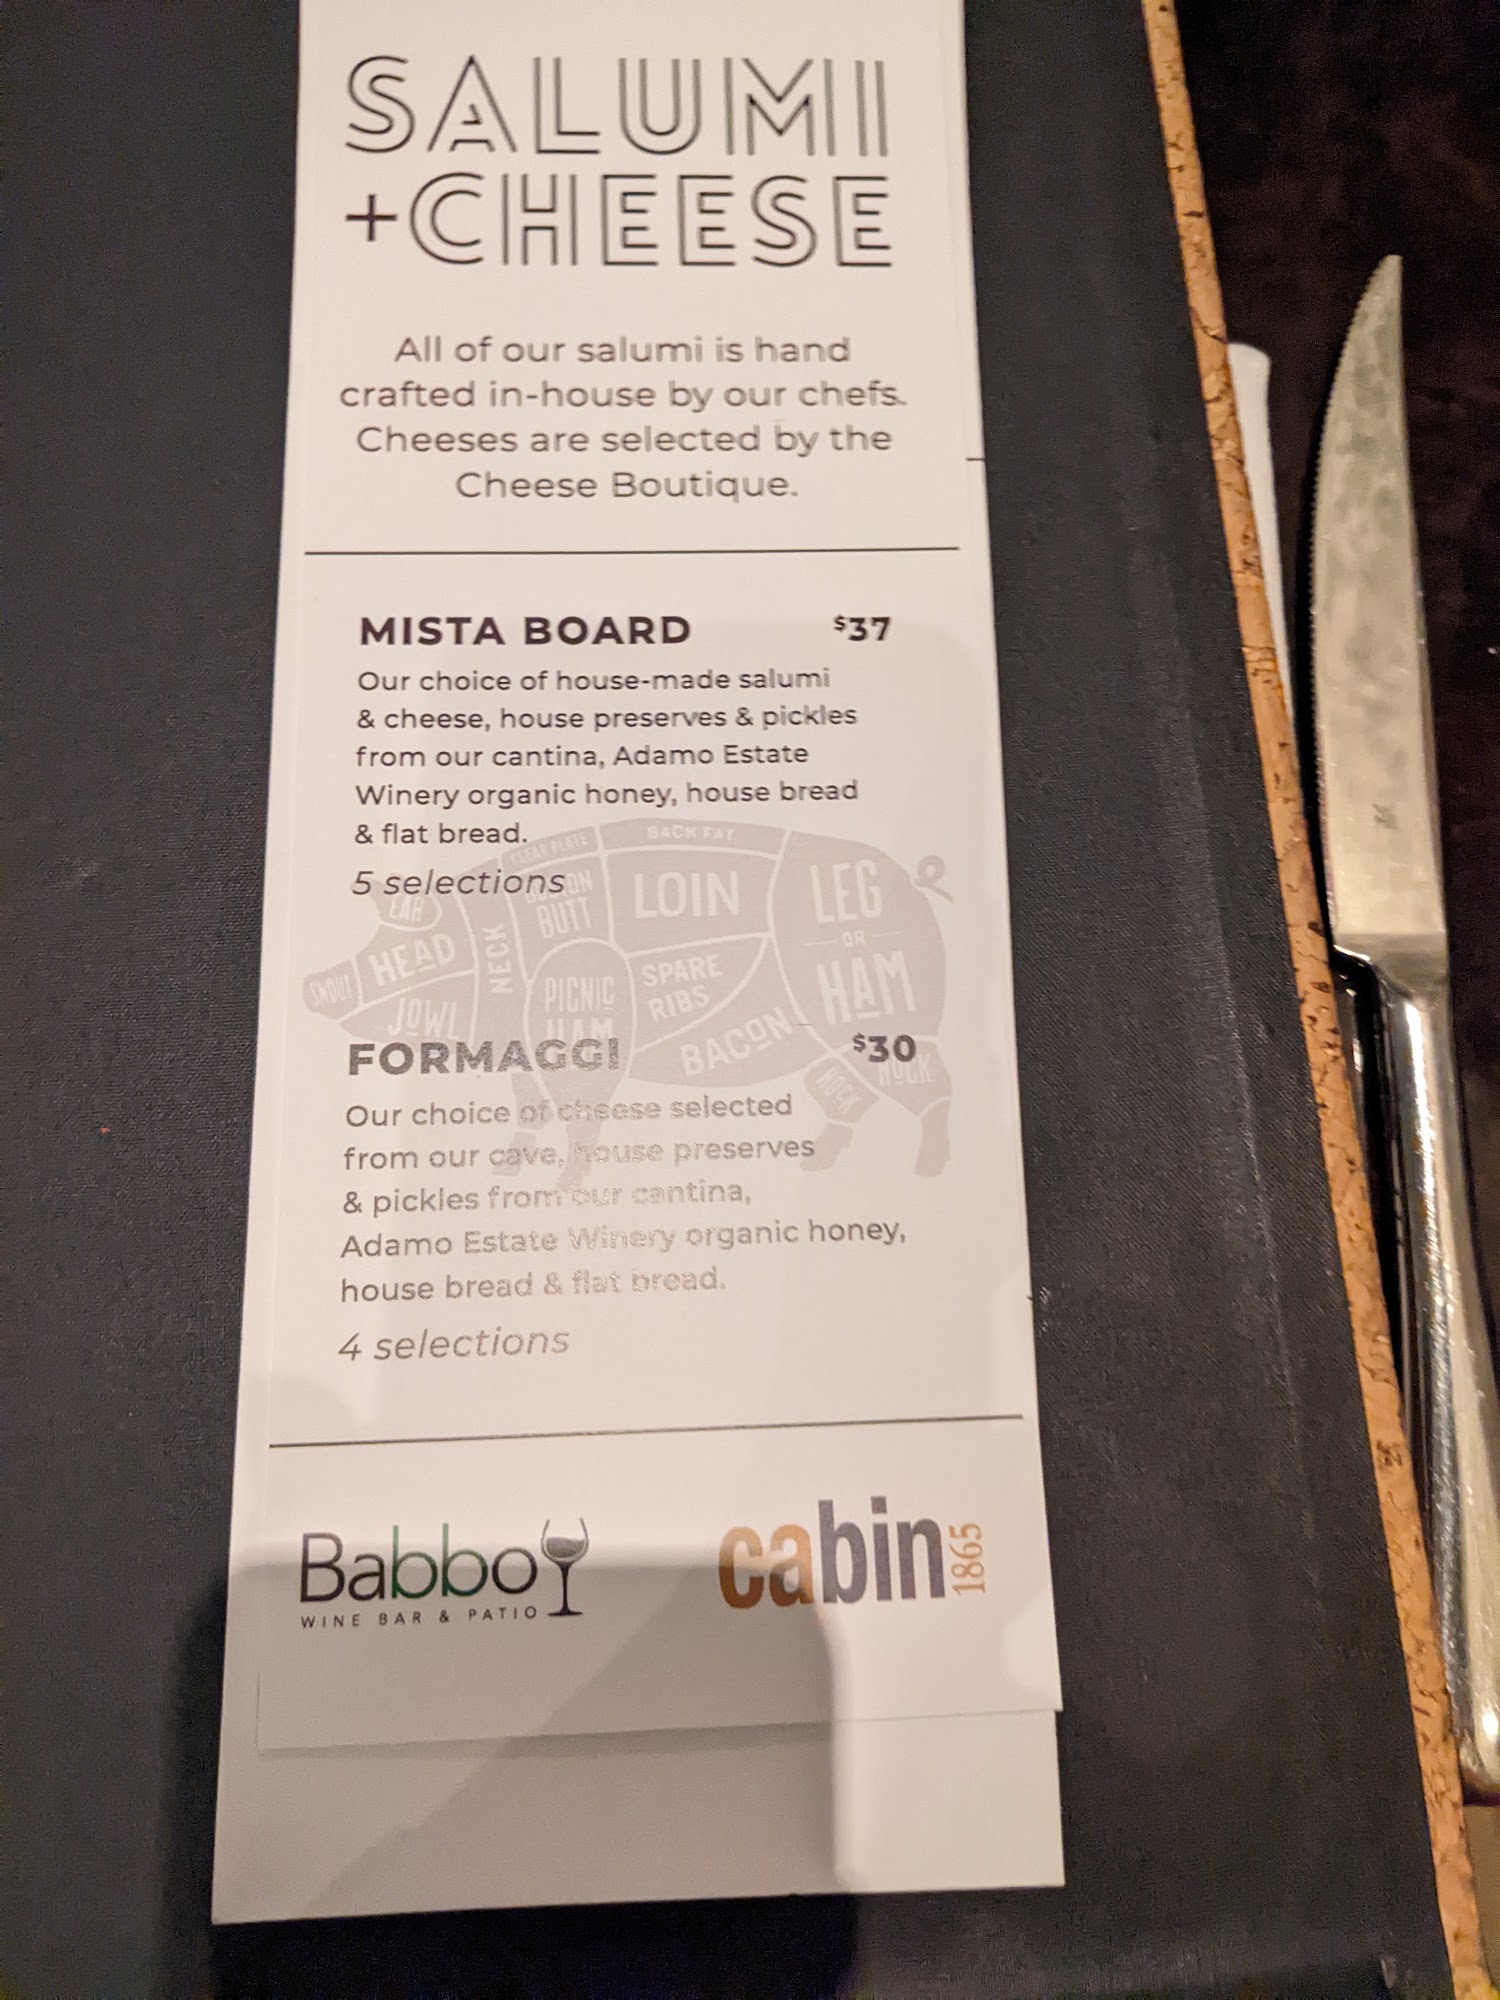 SALUMI
+CHEESE
All of our salumi is hand
crafted in-house by our chefs.
Cheeses are selected by the
Cheese Boutique.
MISTA BOARD $37
Our choice of house-made salumi
& cheese, house preserves & pickles
from our cantina, Adamo Estate
Winery organic honey, house bread
& flat bread.
5 selections
CLEAR PLATE
BACK FAT
EAR
HEAD
SNOUT
JOWL
NECK
BOSTON
BUTT
LOIN
LEG
OR
HAM
PICNIC
HAM
SPARE
RIBS
BACON
HOCK
HOCK
FORMAGGI $30
Our choice of cheese selected
from our cave, house preserves
& pickles from our cantina,
Adamo Estate Winery organic honey,
house bread & flat bread.
4 selections
Babbo
WINE BAR & PATIO
cabin
1865